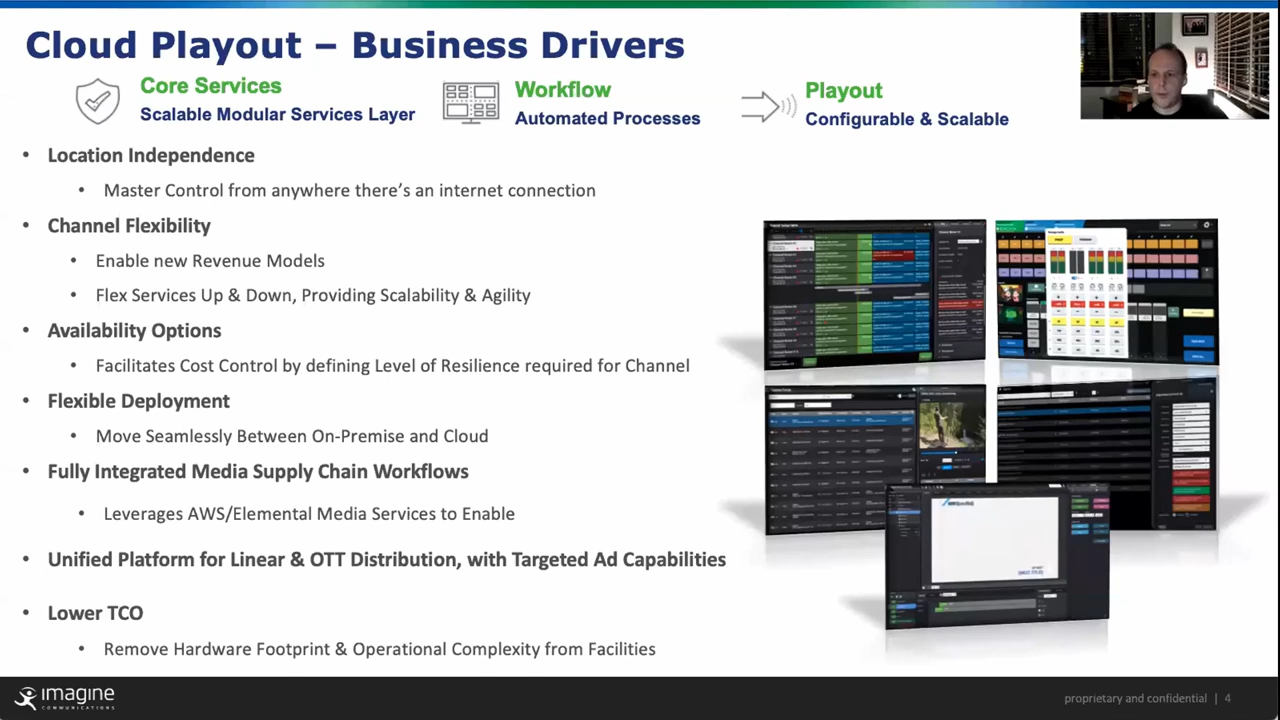 Cloud Playout – Business Drivers
Core Services
Scalable Modular Services Layer
Workflow
Automated Processes
Playout
Configurable & Scalable
• Location Independence
• Master Control from anywhere there’s an internet connection
• Channel Flexibility
• Enable new Revenue Models
• Flex Services Up & Down, Providing Scalability & Agility
• Availability Options
• Facilitates Cost Control by defining Level of Resilience required for Channel
• Flexible Deployment
• Move Seamlessly Between On-Premise and Cloud
• Fully Integrated Media Supply Chain Workflows
• Leverages AWS/Elemental Media Services to Enable
• Unified Platform for Linear & OTT Distribution, with Targeted Ad Capabilities
• Lower TCO
• Remove Hardware Footprint & Operational Complexity from Facilities
imagine
COMMUNICATIONS
proprietary and confidential | 4